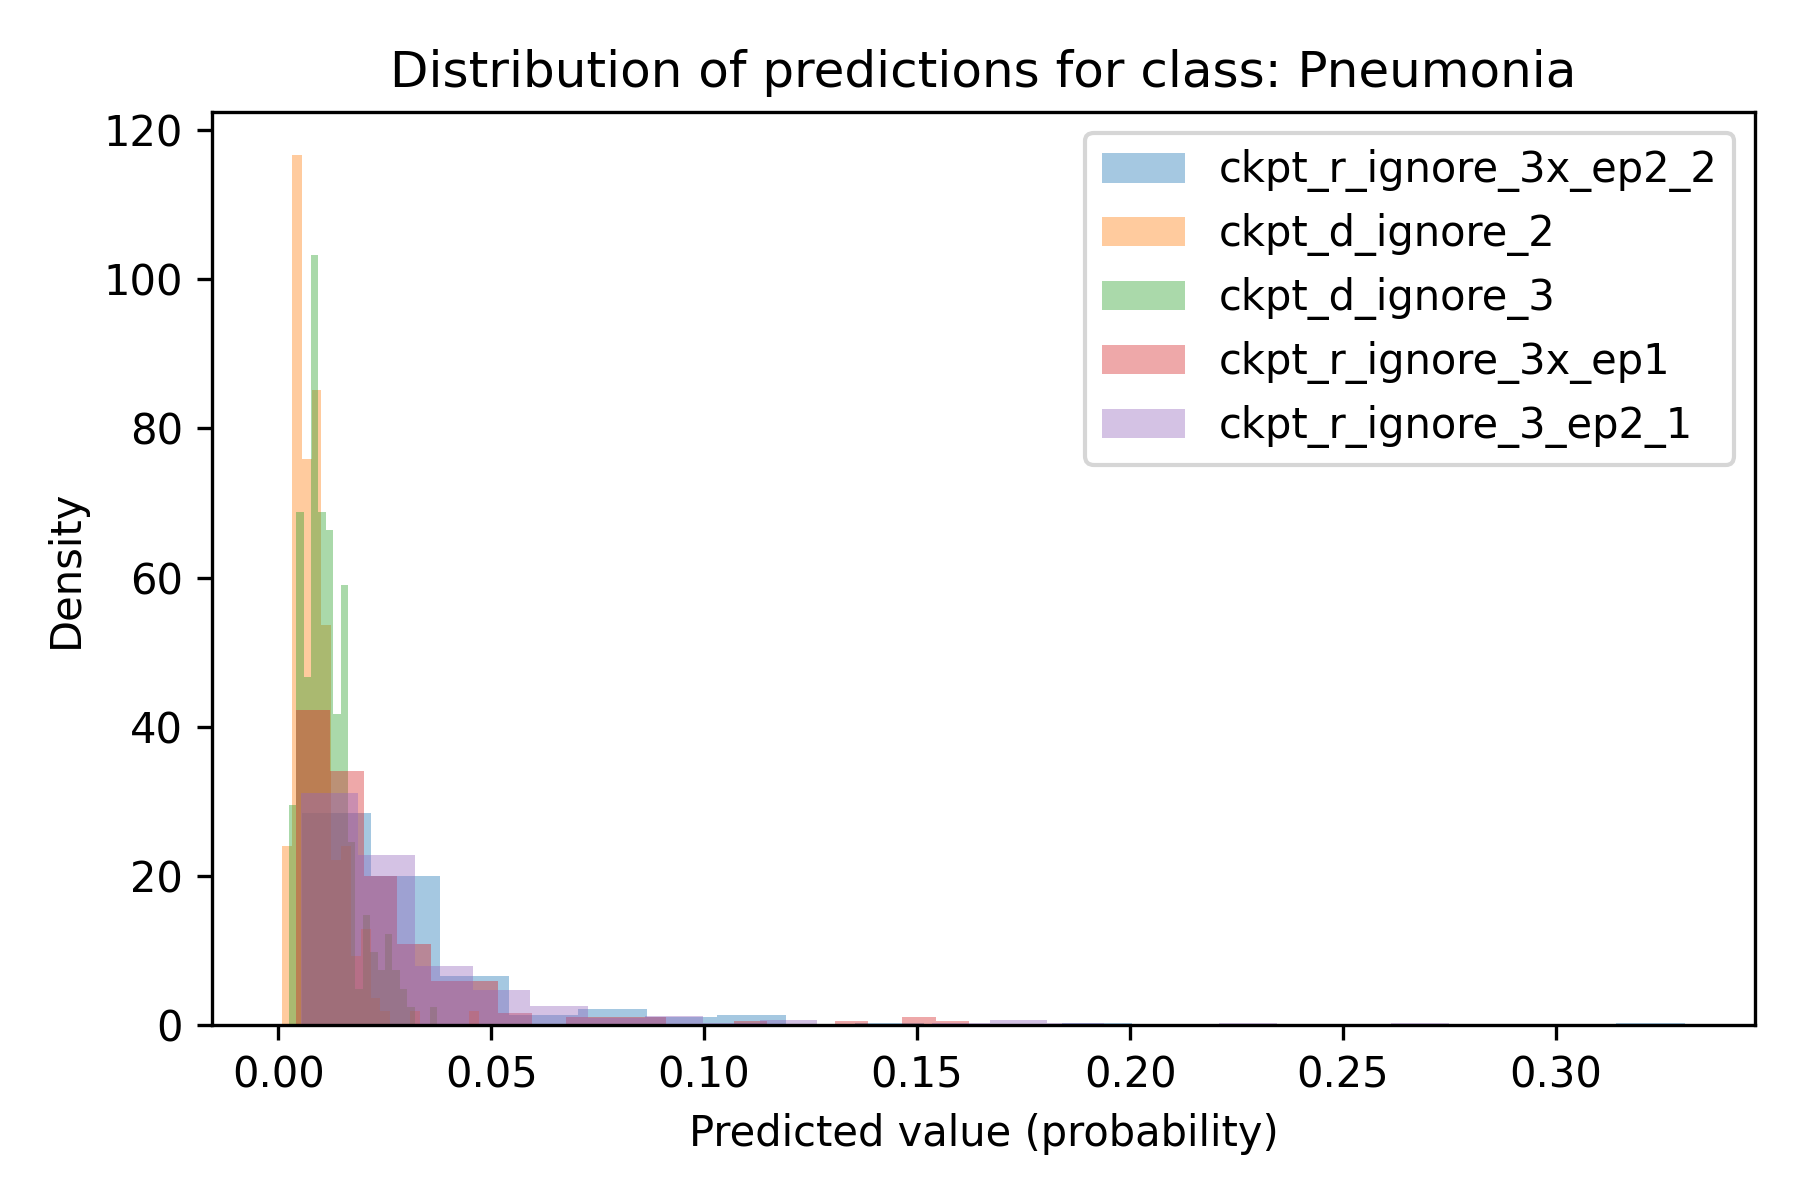 Distribution of predictions for class: Pneumonia
120
100
80
60
40
20
0
Density
ckpt_r_ignore_3x_ep2_2
ckpt_d_ignore_2
ckpt_d_ignore_3
ckpt_r_ignore_3x_ep1
ckpt_r_ignore_3_ep2_1
0.00 0.05 0.10 0.15 0.20 0.25 0.30
Predicted value (probability)